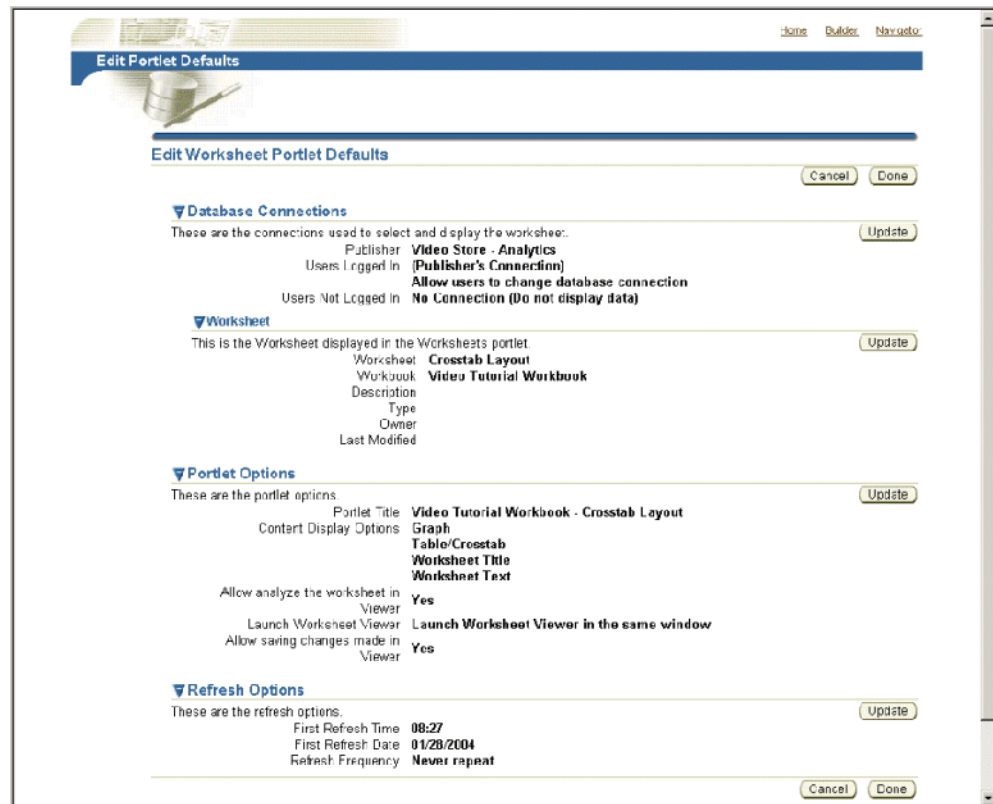 Home Builder Navigator
Edit Portlet Defaults
Edit Worksheet Portlet Defaults
Cancel Done
Database Connections
These are the connections used to select and display the worksheet. Update
Publisher Video Store - Analytics
Users Logged In (Publisher's Connection)
Allow users to change database connection
Users Not Logged In No Connection (Do not display data)
Worksheet
This is the Worksheet displayed in the Worksheets portlet. Update
Worksheet Crosstab Layout
Workbook Video Tutorial Workbook
Description
Type
Owner
Last Modified
Portlet Options
These are the portlet options. Update
Portlet Title Video Tutorial Workbook - Crosstab Layout
Content Display Options Graph
Table/Crosstab
Worksheet Title
Worksheet Text
Allow analyze the worksheet in
Viewer Yes
Launch Worksheet Viewer Launch Worksheet Viewer in the same window
Allow saving changes made in
Viewer Yes
Refresh Options
These are the refresh options. Update
First Refresh Time 08:27
First Refresh Date 01/28/2004
Refresh Frequency Never repeat
Cancel Done